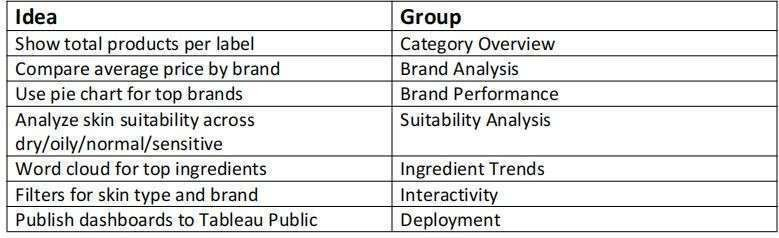 Idea Group
Show total products per label Category Overview
Compare average price by brand Brand Analysis
Use pie chart for top brands Brand Performance
Analyze skin suitability across Suitability Analysis
dry/oily/normal/sensitive
Word cloud for top ingredients Ingredient Trends
Filters for skin type and brand Interactivity
Publish dashboards to Tableau Public Deployment